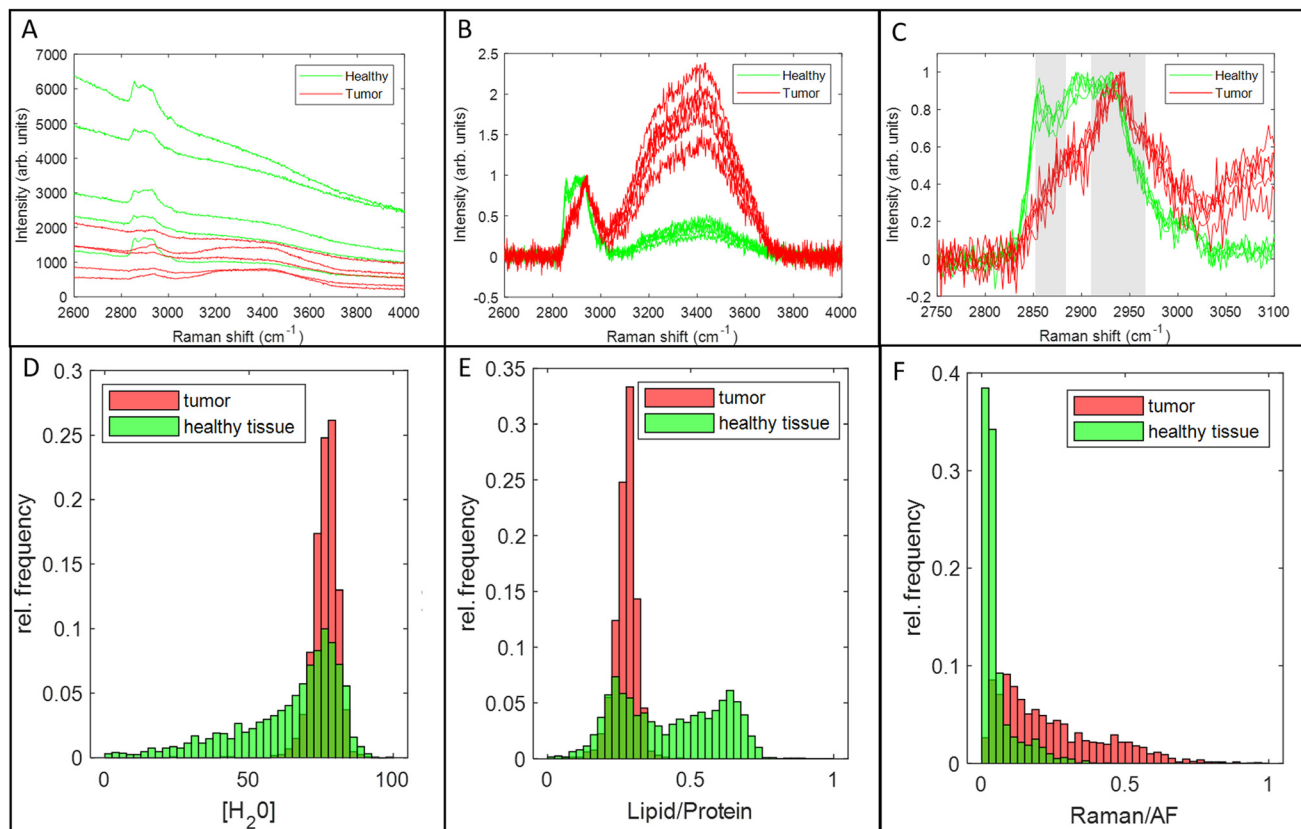 A
7000
6000
5000
4000
3000
2000
1000
0
Intensity (arb. units)
Healthy
Tumor
2600 2800 3000 3200 3400 3600 3800 4000
Raman shift (cm⁻¹)
B
2.5
2
1.5
1
0.5
0
-0.5
Intensity (arb. units)
Healthy
Tumor
2600 2800 3000 3200 3400 3600 3800 4000
Raman shift (cm⁻¹)
C
1
0.8
0.6
0.4
0.2
0
-0.2
Intensity (arb. units)
Healthy
Tumor
2750 2800 2850 2900 2950 3000 3050 3100
Raman shift (cm⁻¹)
D
0.3
0.25
0.2
0.15
0.1
0.05
0
rel. frequency
tumor
healthy tissue
0 50 100
[H₂0]
E
0.35
0.3
0.25
0.2
0.15
0.1
0.05
0
rel. frequency
tumor
healthy tissue
0 0.5 1
Lipid/Protein
F
0.4
0.3
0.2
0.1
0
rel. frequency
tumor
healthy tissue
0 0.5 1
Raman/AF